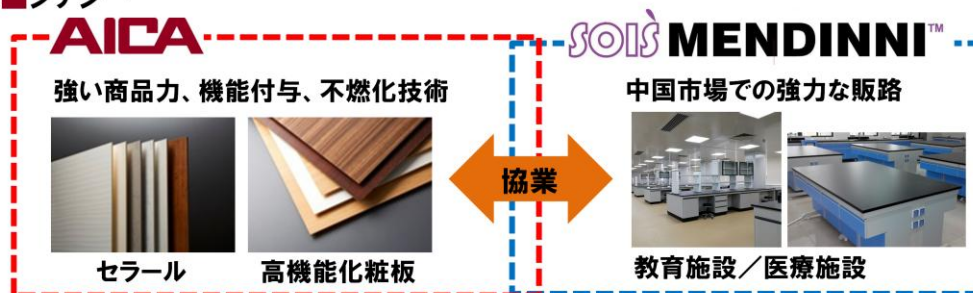 AICA
SOIS MENDINNI™
強い商品力、機能付与、不燃化技術
中国市場での強力な販路
協業
セラール
高機能化粧板
教育施設／医療施設